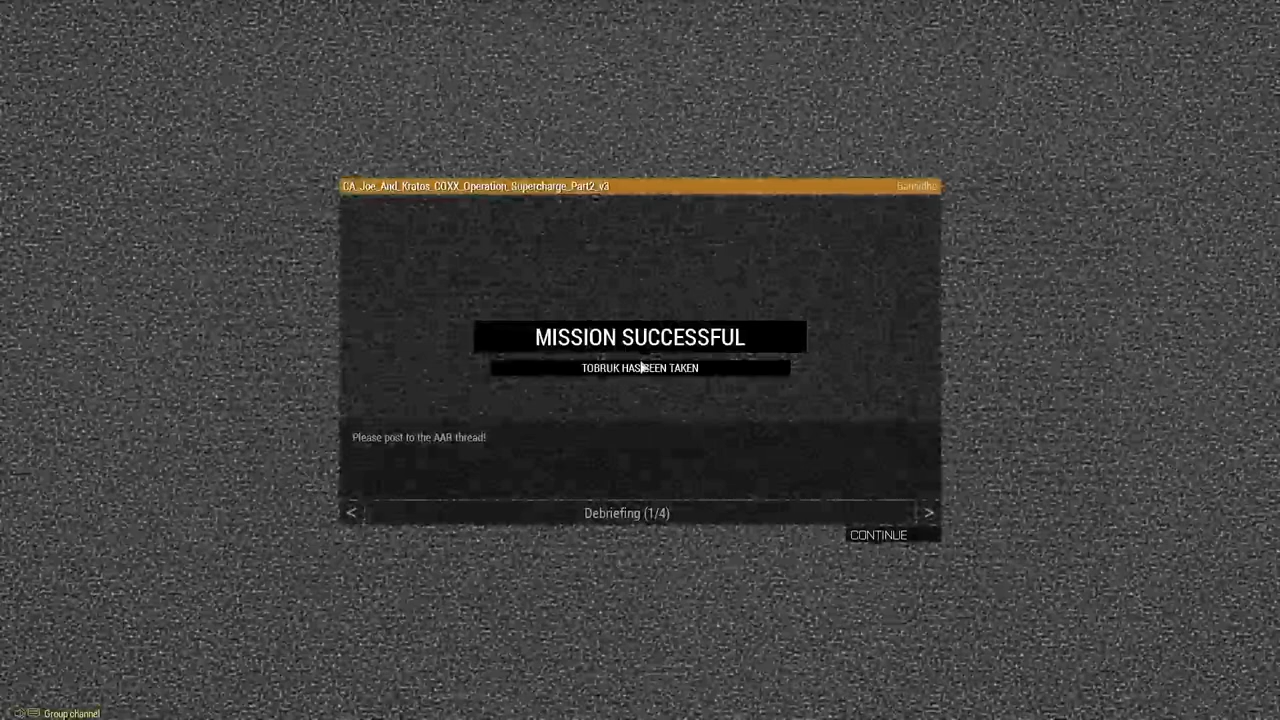 CA_Joe_And_Kratos_COXX_Operation_Supercharge_Part2_v3
MISSION SUCCESSFUL
TOBRUK HAS BEEN TAKEN
Please post to the AAR thread!
< Debriefing (1/4) >
CONTINUE
Group channel